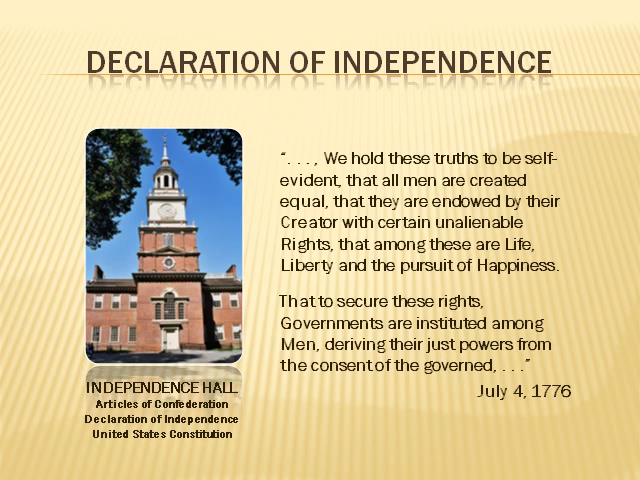 DECLARATION OF INDEPENDENCE
“. . . , We hold these truths to be self-
evident, that all men are created
equal, that they are endowed by their
Creator with certain unalienable
Rights, that among these are Life,
Liberty and the pursuit of Happiness.
That to secure these rights,
Governments are instituted among
Men, deriving their just powers from
the consent of the governed, . . .”
July 4, 1776
INDEPENDENCE HALL
Articles of Confederation
Declaration of Independence
United States Constitution